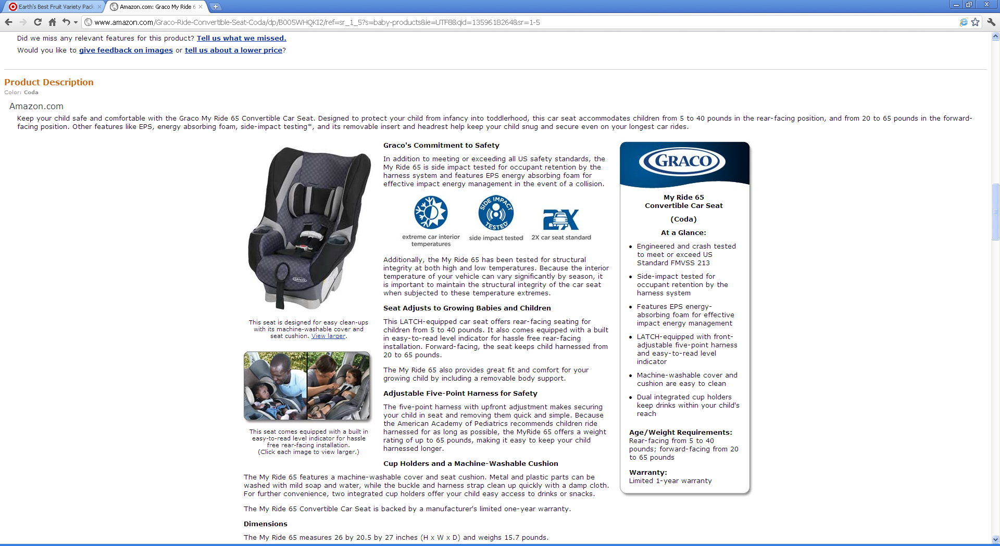 Earth's Best Fruit Variety Pack
Amazon.com: Graco My Ride 6
www.amazon.com/Graco-Ride-Convertible-Seat-Coda/dp/B005WHQKI2/ref=sr_1_5?s=baby-products&ie=UTF8&qid=1359618264&sr=1-5
Did we miss any relevant features for this product? Tell us what we missed.
Would you like to give feedback on images or tell us about a lower price?
Product Description
Color: Coda
Amazon.com
Keep your child safe and comfortable with the Graco My Ride 65 Convertible Car Seat. Designed to protect your child from infancy into toddlerhood, this car seat accommodates children from 5 to 40 pounds in the rear-facing position, and from 20 to 65 pounds in the forward-
facing position. Other features like EPS, energy absorbing foam, side-impact testing*, and its removable insert and headrest help keep your child snug and secure even on your longest car rides.
GRACO
This seat is designed for easy clean-ups
with its machine-washable cover and
seat cushion. View larger.
This seat comes equipped with a built in
easy-to-read level indicator for hassle
free rear-facing installation.
(Click each image to view larger.)
Graco's Commitment to Safety
In addition to meeting or exceeding all US safety standards, the
My Ride 65 is side impact tested for occupant retention by the
harness system and features EPS energy absorbing foam for
effective impact energy management in the event of a collision.
SIDE IMPACT
TESTED
2X
extreme car interior
temperatures
side impact tested
2X car seat standard
Additionally, the My Ride 65 has been tested for structural
integrity at both high and low temperatures. Because the interior
temperature of your vehicle can vary significantly by season, it
is important to maintain the structural integrity of the car seat
when subjected to these temperature extremes.
Seat Adjusts to Growing Babies and Children
This LATCH-equipped car seat offers rear-facing seating for
children from 5 to 40 pounds. It also comes equipped with a built
in easy-to-read level indicator for hassle free rear-facing
installation. Forward-facing, the seat keeps child harnessed from
20 to 65 pounds.
The My Ride 65 also provides great fit and comfort for your
growing child by including a removable body support.
Adjustable Five-Point Harness for Safety
The five-point harness with upfront adjustment makes securing
your child in seat and removing them quick and simple. Because
the American Academy of Pediatrics recommends children ride
harnessed for as long as possible, the MyRide 65 offers a weight
rating of up to 65 pounds, making it easy to keep your child
harnessed longer.
Cup Holders and a Machine-Washable Cushion
The My Ride 65 features a machine-washable cover and seat cushion. Metal and plastic parts can be
washed with mild soap and water, while the buckle and harness strap clean up quickly with a damp cloth.
For further convenience, two integrated cup holders offer your child easy access to drinks or snacks.
The My Ride 65 Convertible Car Seat is backed by a manufacturer's limited one-year warranty.
Dimensions
The My Ride 65 measures 26 by 20.5 by 27 inches (H x W x D) and weighs 15.7 pounds.
GRACO
My Ride 65
Convertible Car Seat
(Coda)
At a Glance:
• Engineered and crash tested
to meet or exceed US
Standard FMVSS 213
• Side-impact tested for
occupant retention by the
harness system
• Features EPS energy-
absorbing foam for effective
impact energy management
• LATCH-equipped with front-
adjustable five-point harness
and easy-to-read level
indicator
• Machine-washable cover and
cushion are easy to clean
• Dual integrated cup holders
keep drinks within your child's
reach
Age/Weight Requirements:
Rear-facing from 5 to 40
pounds; forward-facing from 20
to 65 pounds
Warranty:
Limited 1-year warranty